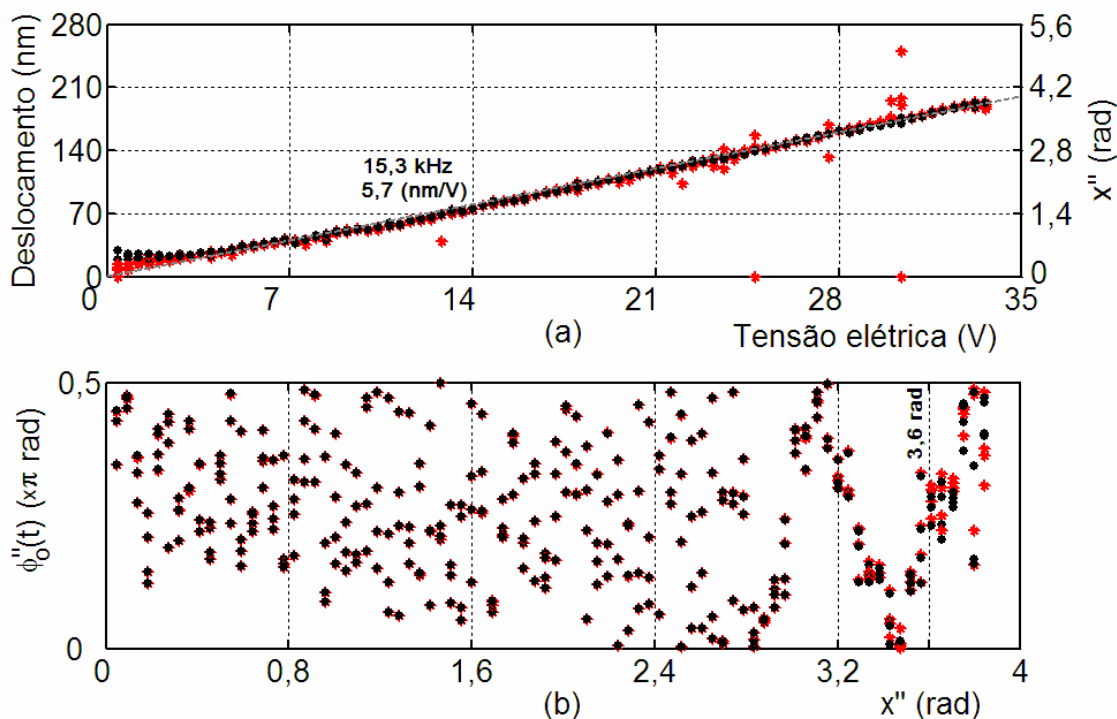 280
210
140
70
0
Deslocamento (nm)
5,6
4,2
2,8
1,4
0
x" (rad)
15,3 kHz
5,7 (nm/V)
0 7 14 21 28 35
(a)
Tensão elétrica (V)
0,5
0
ϕ"₀(t) (×π rad)
3,6 rad
0 0,8 1,6 2,4 3,2 4
(b)
x" (rad)